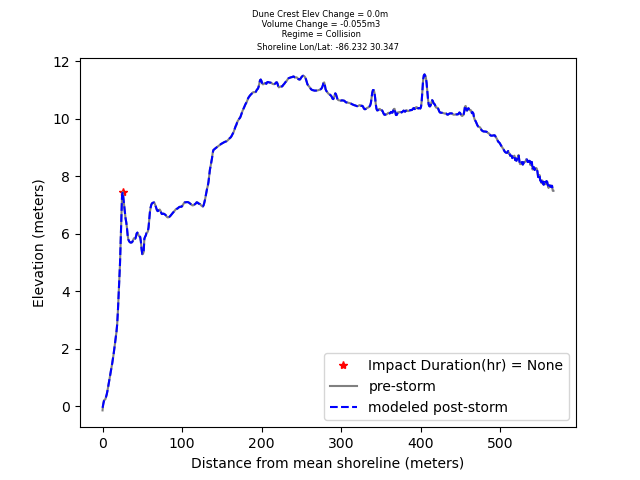 Dune Crest Elev Change = 0.0m
Volume Change = -0.055m3
Regime = Collision
Shoreline Lon/Lat: -86.232 30.347
12
10
8
6
4
2
0
Elevation (meters)
Impact Duration(hr) = None
pre-storm
modeled post-storm
0 100 200 300 400 500
Distance from mean shoreline (meters)